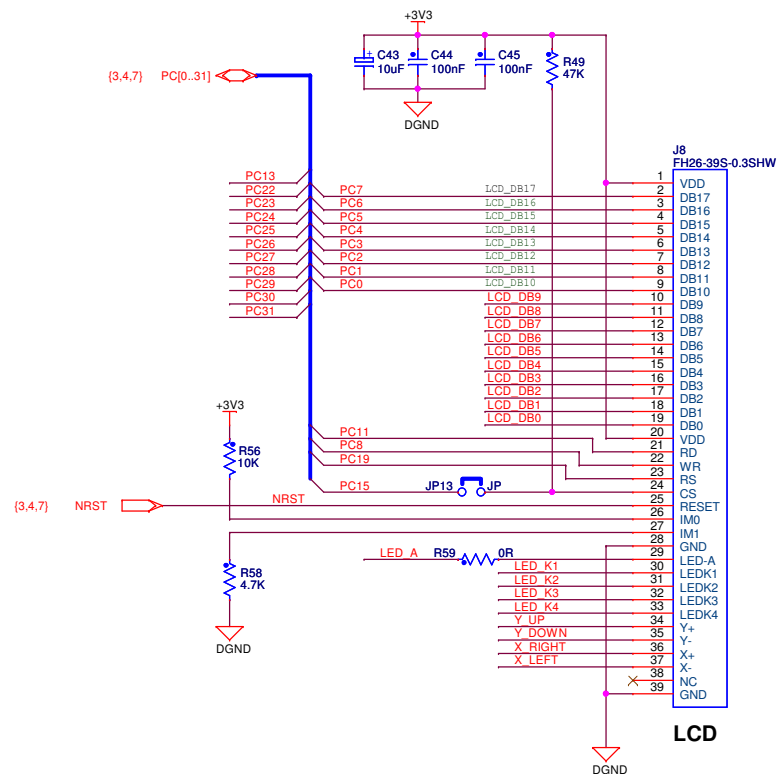 +3V3
C43
10uF
C44
100nF
C45
100nF
R49
47K
{3,4,7} PC[0..31]
DGND
J8
FH26-39S-0.3SHW
PC13
1 VDD
PC22 PC7 LCD_DB17 2 DB17
PC23 PC6 LCD_DB16 3 DB16
PC24 PC5 LCD_DB15 4 DB15
PC25 PC4 LCD_DB14 5 DB14
PC26 PC3 LCD_DB13 6 DB13
PC27 PC2 LCD_DB12 7 DB12
PC28 PC1 LCD_DB11 8 DB11
PC29 PC0 LCD_DB10 9 DB10
PC30 LCD_DB9 10 DB9
PC31 LCD_DB8 11 DB8
LCD_DB7 12 DB7
LCD_DB6 13 DB6
LCD_DB5 14 DB5
LCD_DB4 15 DB4
LCD_DB3 16 DB3
LCD_DB2 17 DB2
LCD_DB1 18 DB1
LCD_DB0 19 DB0
+3V3
20 VDD
PC11 21 RD
PC8 22 WR
PC19 23 RS
R56
10K
PC15 JP13 JP 24 CS
{3,4,7} NRST NRST 25 RESET
26 IM0
27 IM1
28 GND
LED_A R59 0R 29 LED-A
LED_K1 30 LEDK1
R58
4.7K
LED_K2 31 LEDK2
LED_K3 32 LEDK3
LED_K4 33 LEDK4
Y_UP 34 Y+
Y_DOWN 35 Y-
X_RIGHT 36 X+
X_LEFT 37 X-
DGND
38 NC
39 GND
LCD
DGND